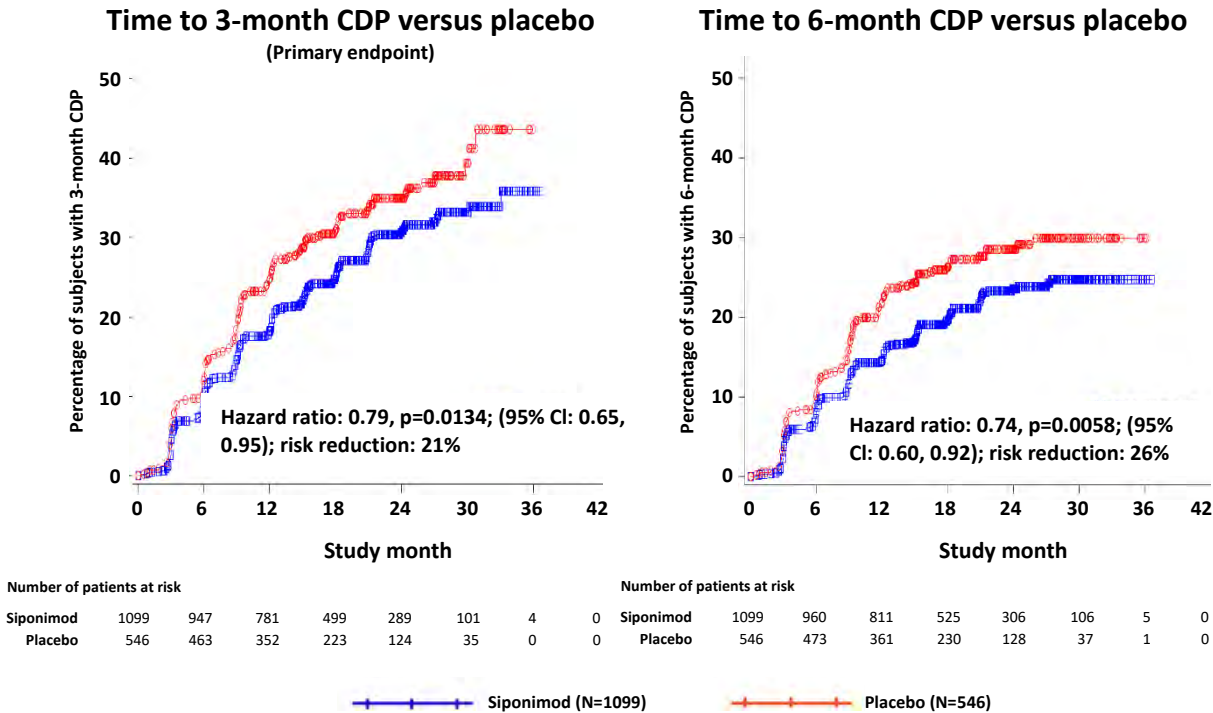 Time to 3-month CDP versus placebo
(Primary endpoint)
Percentage of subjects with 3-month CDP
50
40
30
20
10
0
Hazard ratio: 0.79, p=0.0134; (95% CI: 0.65,
0.95); risk reduction: 21%
0 6 12 18 24 30 36 42
Study month
Number of patients at risk
Siponimod 1099 947 781 499 289 101 4 0
Placebo 546 463 352 223 124 35 0 0
Time to 6-month CDP versus placebo
Percentage of subjects with 6-month CDP
50
40
30
20
10
0
Hazard ratio: 0.74, p=0.0058; (95%
CI: 0.60, 0.92); risk reduction: 26%
0 6 12 18 24 30 36 42
Study month
Number of patients at risk
Siponimod 1099 960 811 525 306 106 5 0
Placebo 546 473 361 230 128 37 1 0
Siponimod (N=1099) Placebo (N=546)